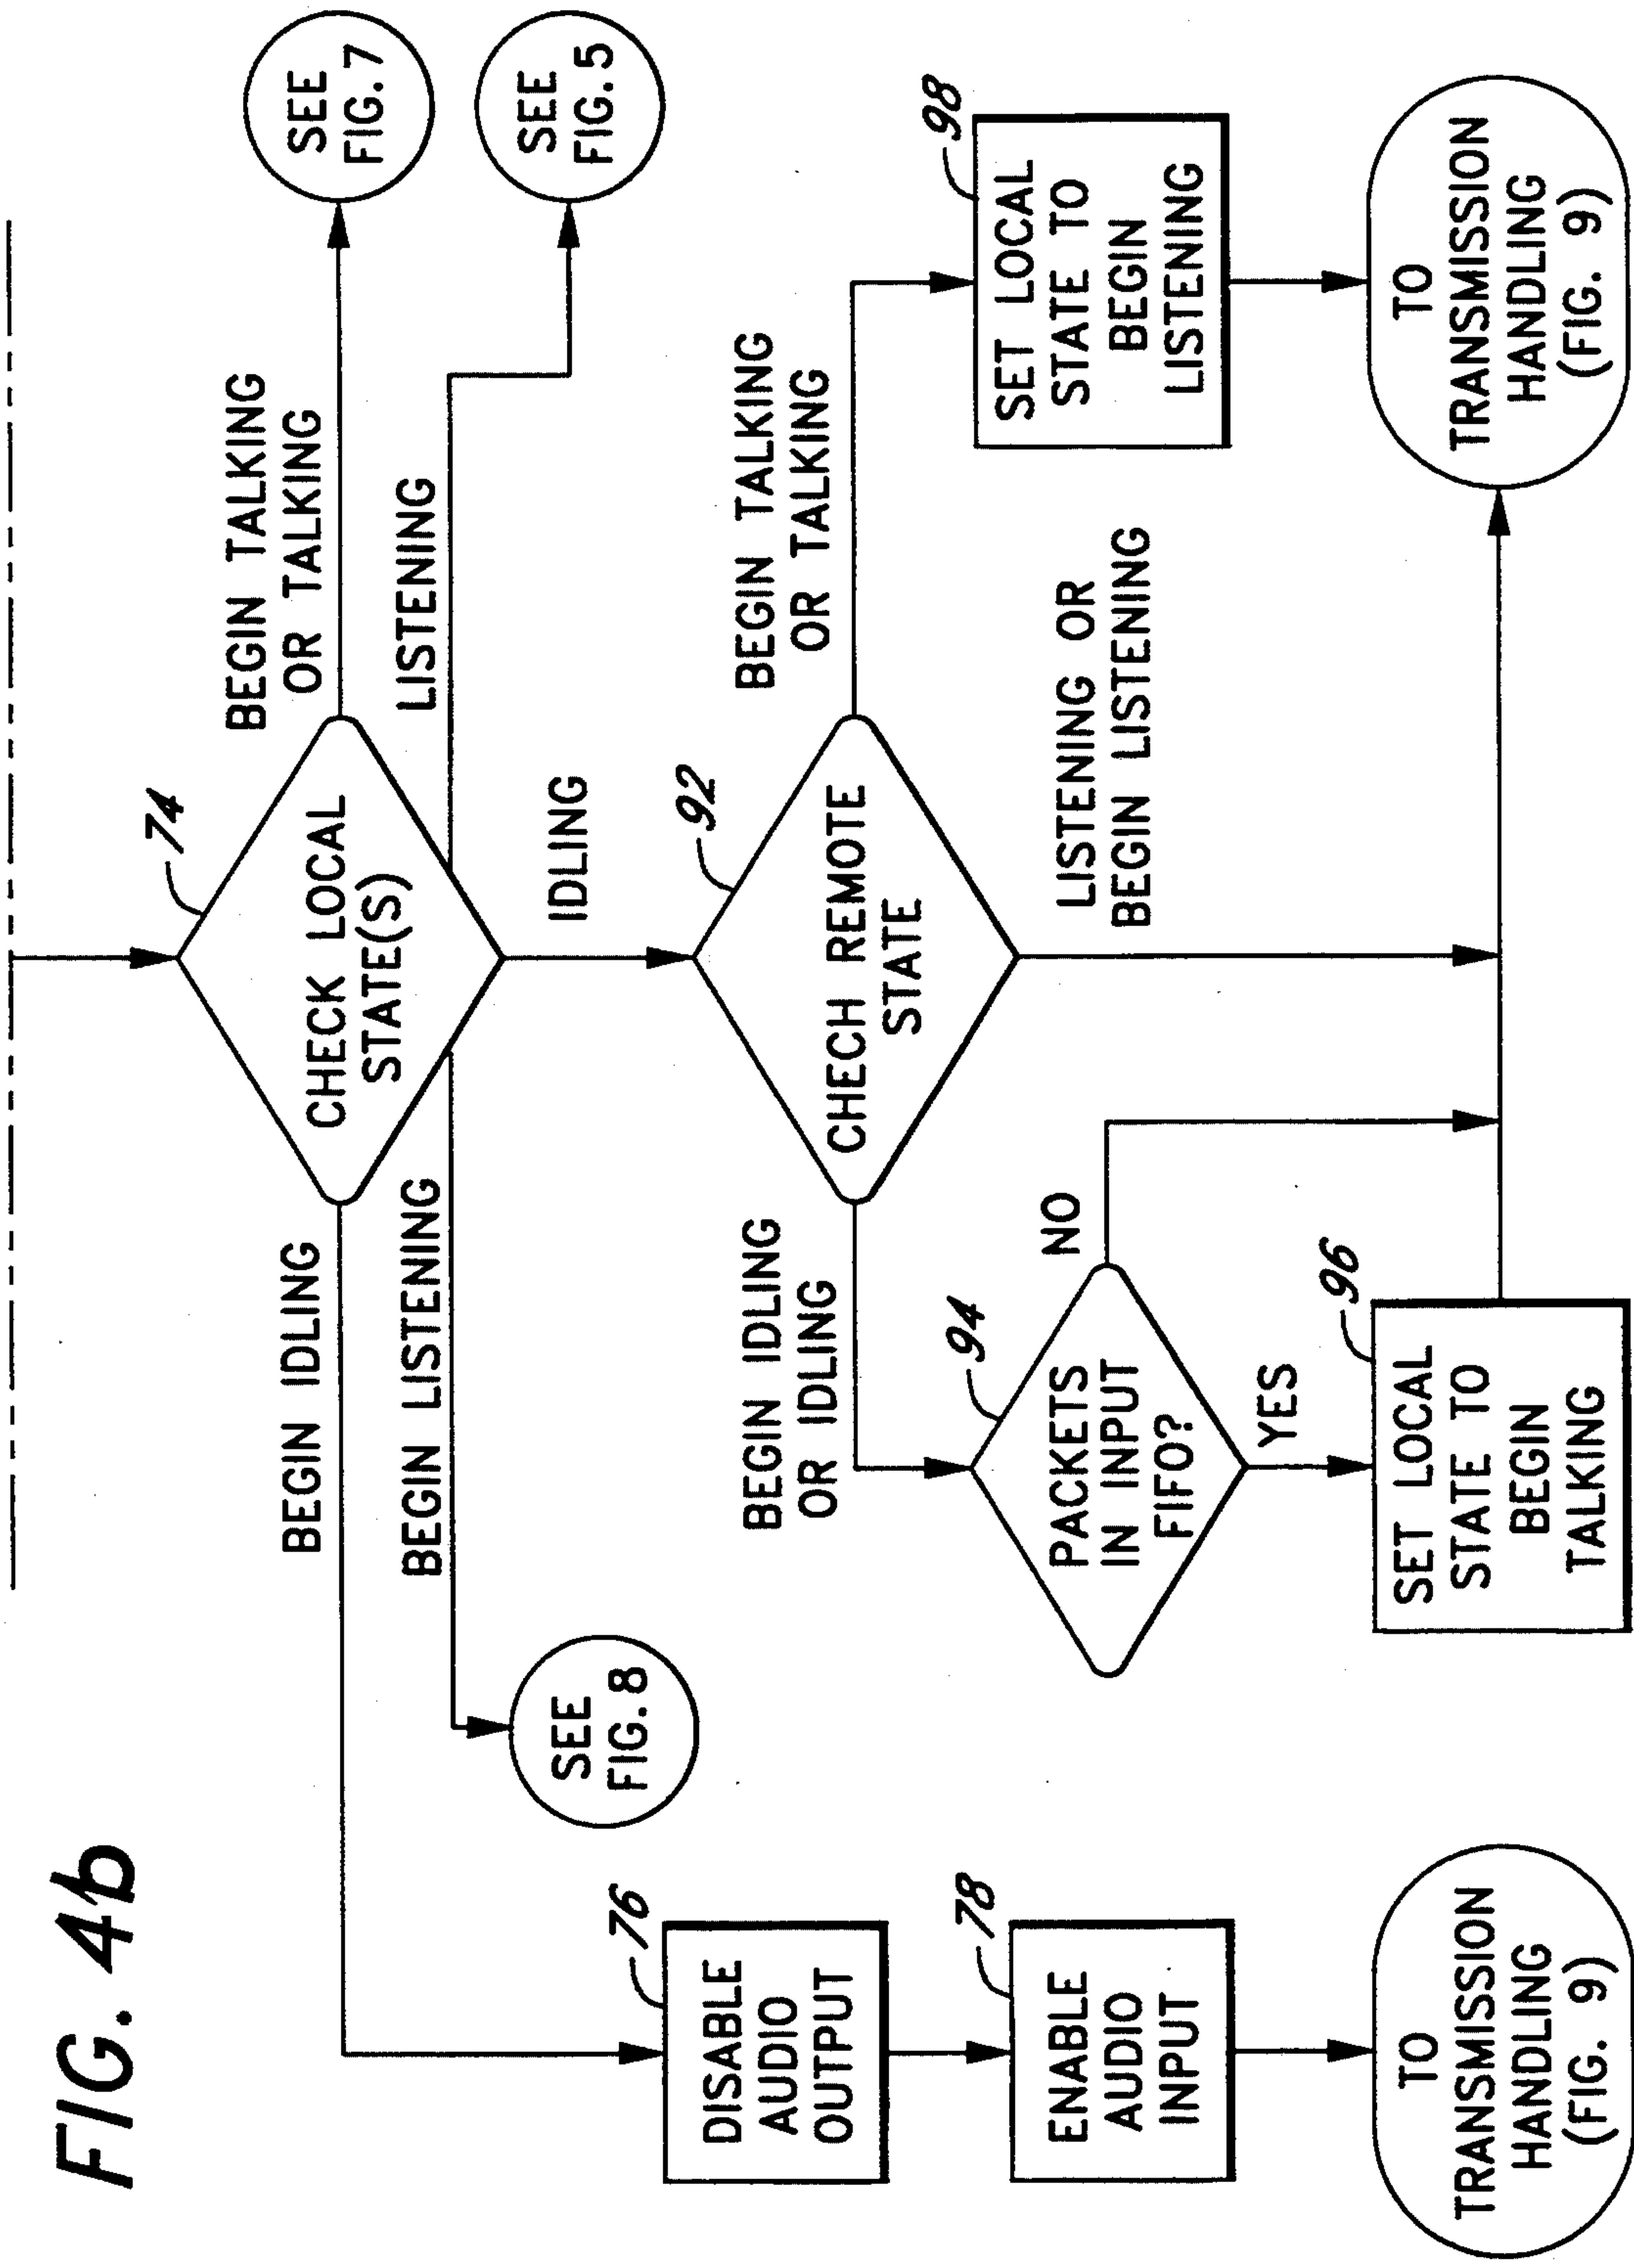 FIG. 4b
74
CHECK LOCAL
STATE(S)
BEGIN TALKING
OR TALKING
SEE
FIG. 7
LISTENING
SEE
FIG. 5
BEGIN IDLING
BEGIN LISTENING
SEE
FIG. 8
IDLING
76
DISABLE
AUDIO
OUTPUT
78
ENABLE
AUDIO
INPUT
TO
TRANSMISSION
HANDLING
(FIG. 9)
92
CHECH REMOTE
STATE
BEGIN TALKING
OR TALKING
98
SET LOCAL
STATE TO
BEGIN
LISTENING
LISTENING OR
BEGIN LISTENING
BEGIN IDLING
OR IDLING
94
PACKETS
IN INPUT
FIFO?
NO
YES
96
SET LOCAL
STATE TO
BEGIN
TALKING
TO
TRANSMISSION
HANDLING
(FIG. 9)